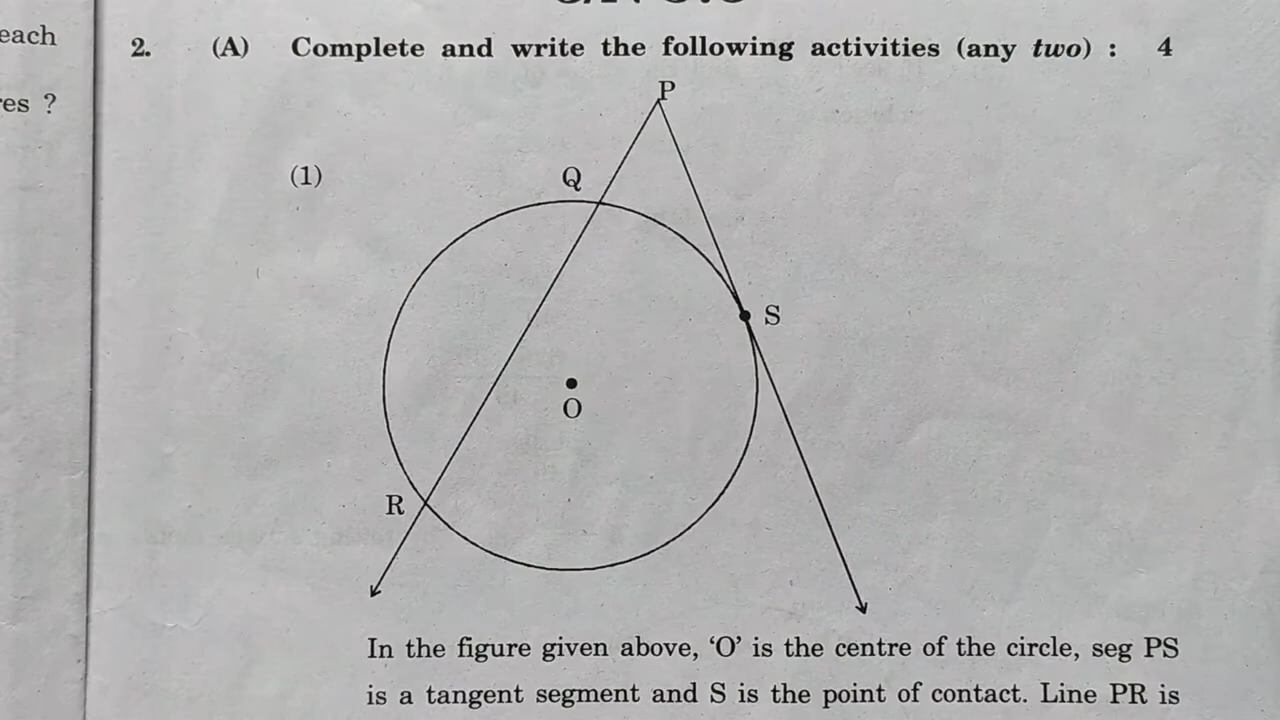 each
es ?
2. (A) Complete and write the following activities (any two) : 4
P
(1)
Q
S
O
R
In the figure given above, ‘O’ is the centre of the circle, seg PS
is a tangent segment and S is the point of contact. Line PR is